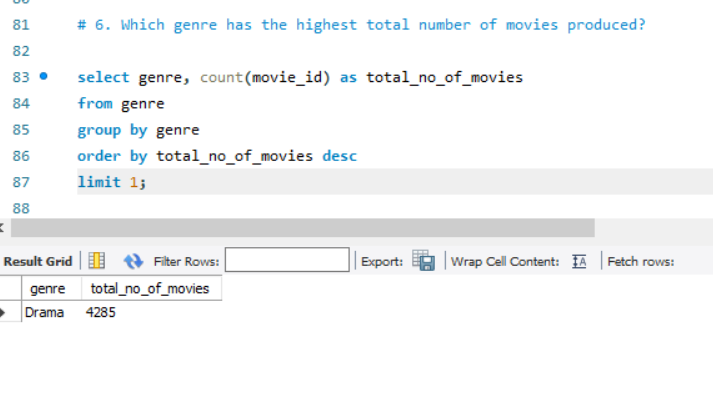 80
81 # 6. Which genre has the highest total number of movies produced?
82
83 select genre, count(movie_id) as total_no_of_movies
84 from genre
85 group by genre
86 order by total_no_of_movies desc
87 limit 1;
88
Result Grid Filter Rows: Export: Wrap Cell Content: Fetch rows:
genre total_no_of_movies
Drama 4285